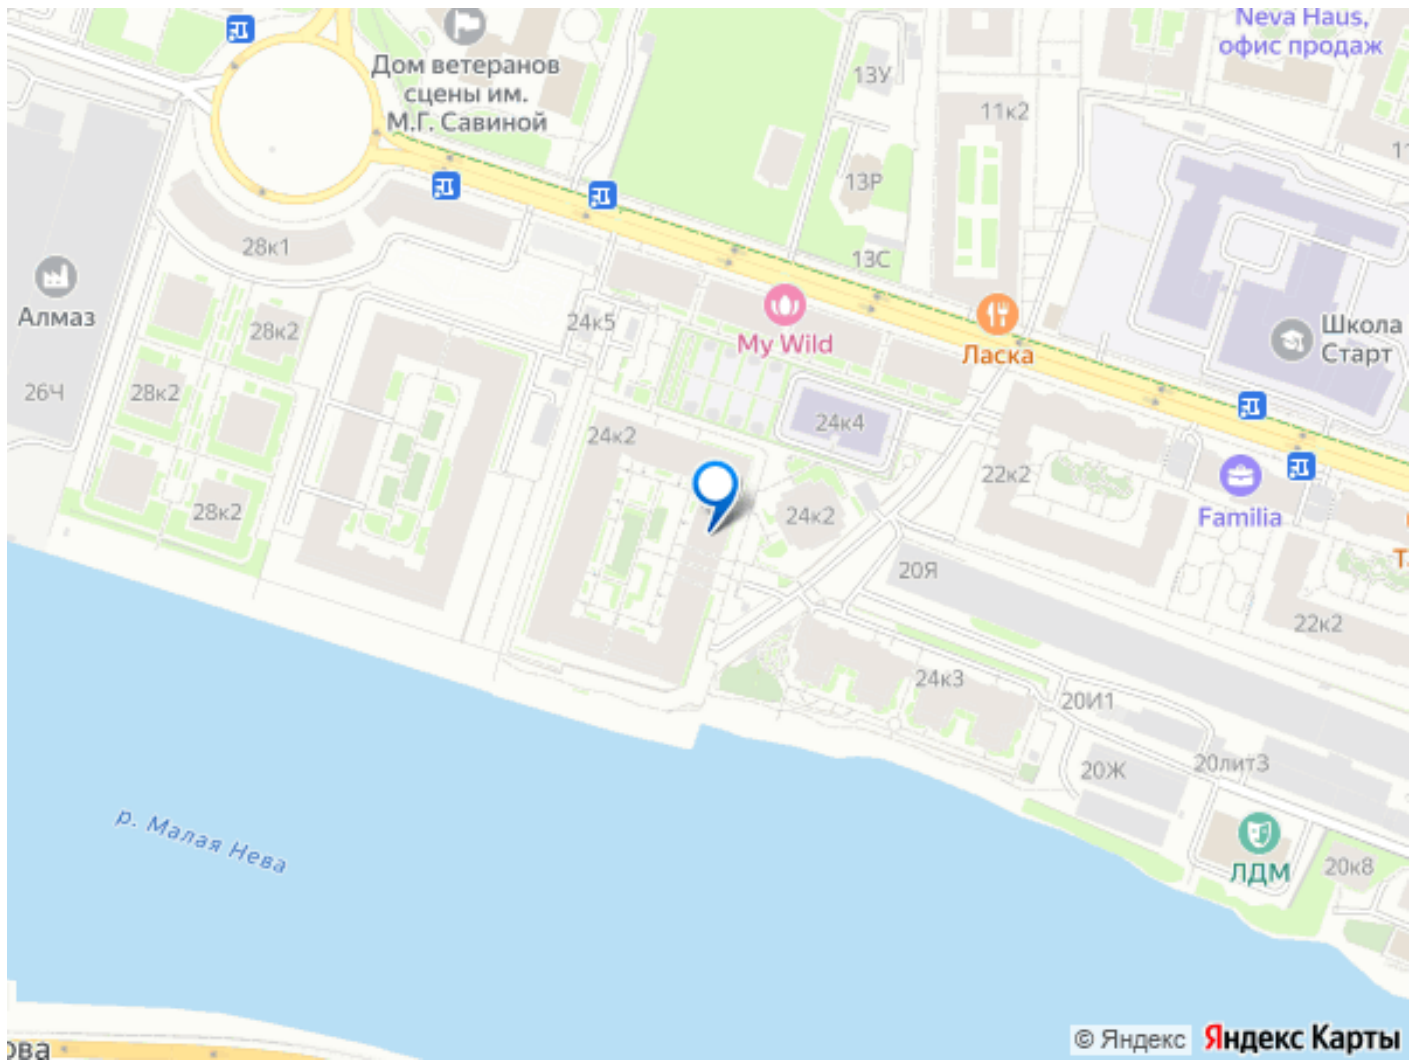 Neva Haus,
офис продаж
Дом ветеранов
сцены им.
М.Г. Савиной
13У
11к2
11
13Р
28к1
13С
Алмаз
24к5
28к2
My Wild
Ласка
Школа
Старт
26Ч
28к2
24к4
24к2
22к2
28к2
24к2
Familia
20Я
22к2
24к3
20И1
20Ж
20лит3
р. Малая Нева
ЛДМ
20к8
ова
© Яндекс Яндекс Карты